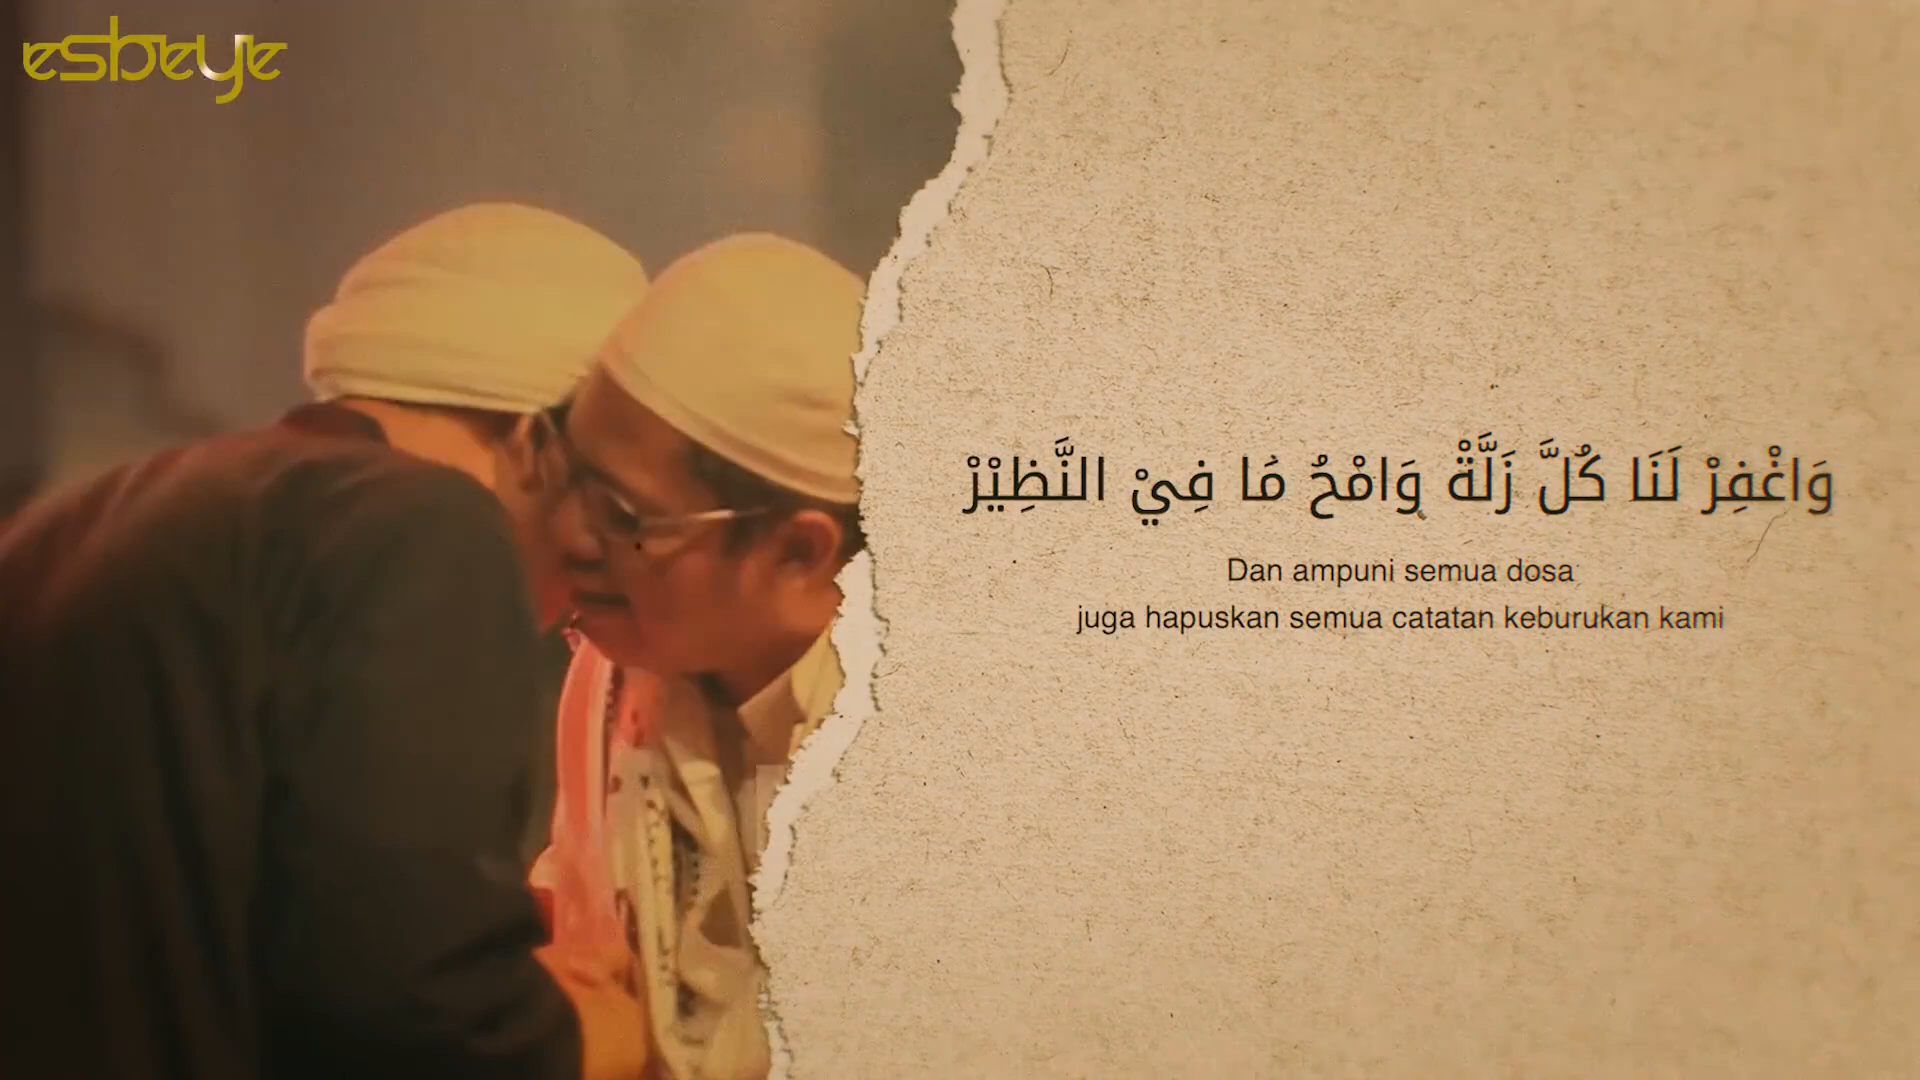 esbeye
وَاغْفِرْ لَنَا كُلَّ زَلَّةْ وَامْحُ مَا فِيْ النَّظِيْرْ
Dan ampuni semua dosa
juga hapuskan semua catatan keburukan kami